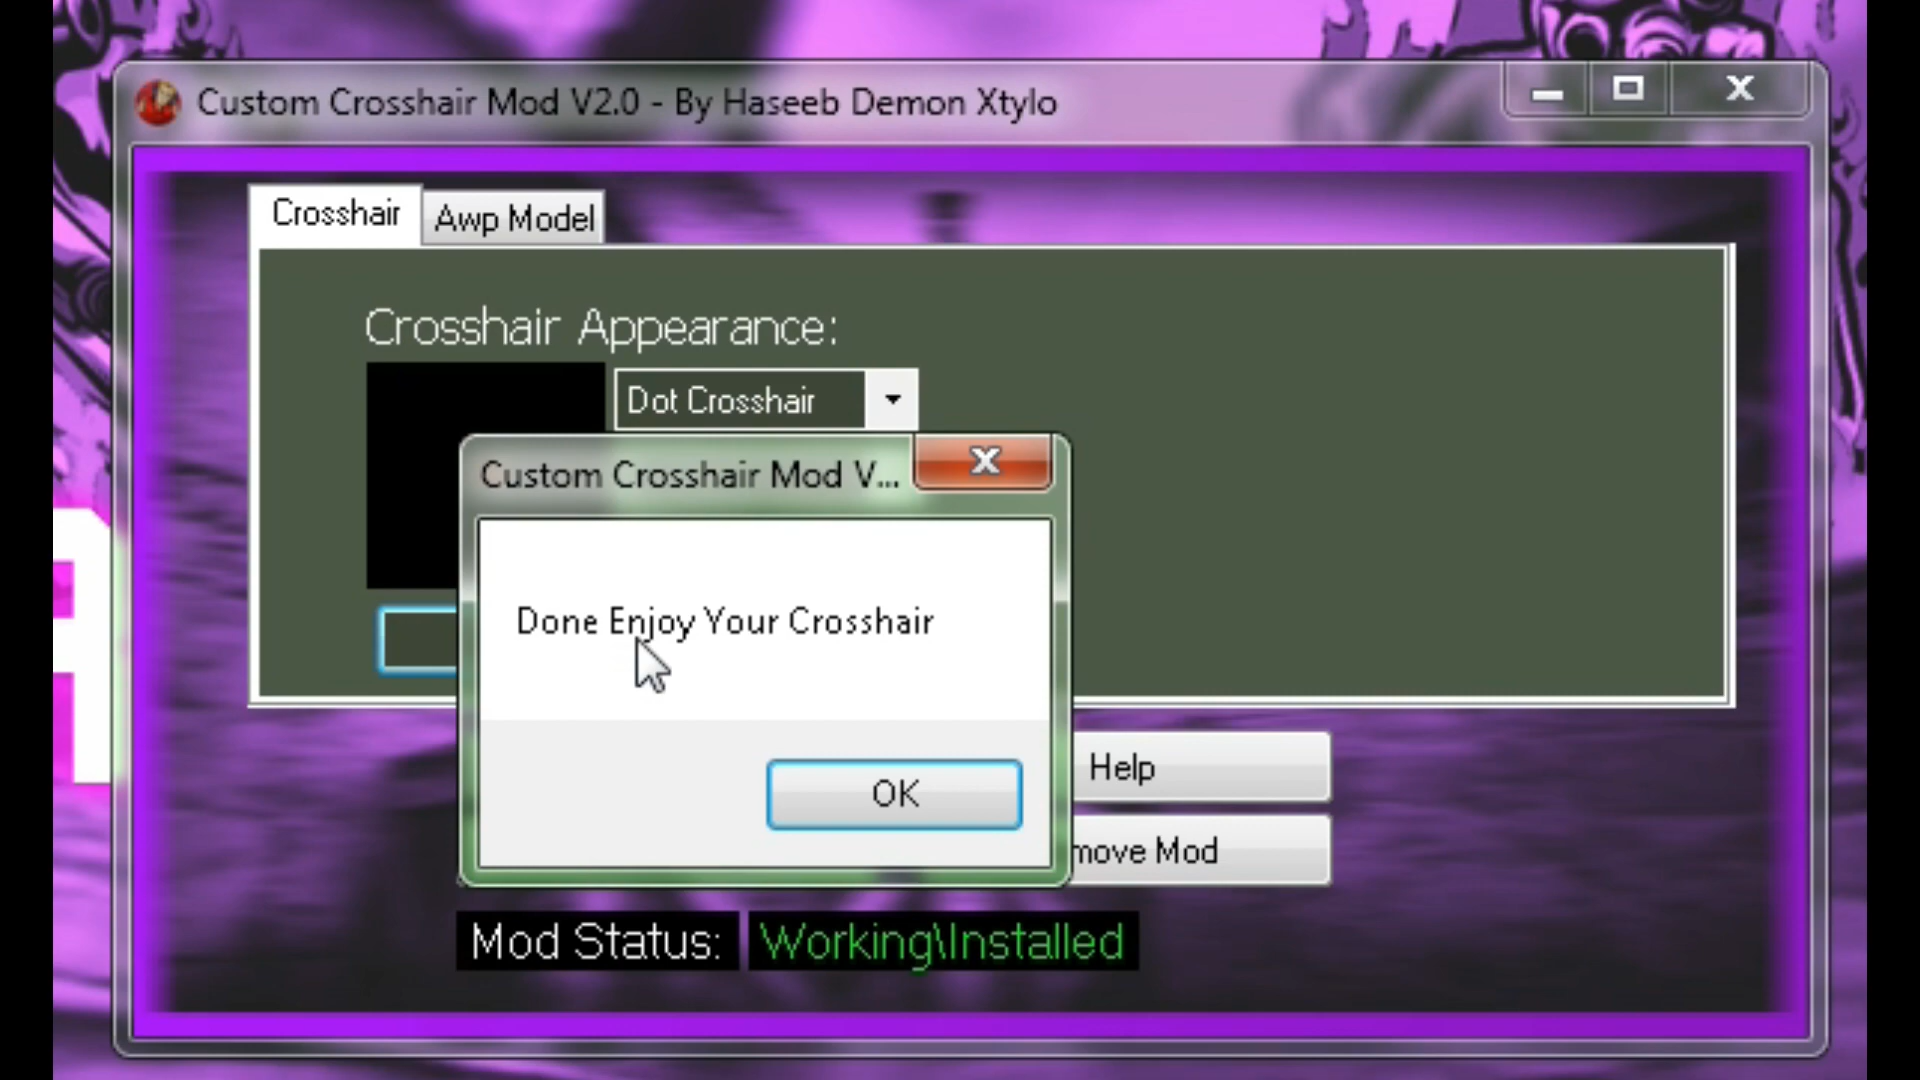 Custom Crosshair Mod V2.0 - By Haseeb Demon Xtylo
Crosshair
Awp Model
Crosshair Appearance:
Dot Crosshair
Custom Crosshair Mod V...
Done Enjoy Your Crosshair
OK
Help
move Mod
Mod Status:
Working\Installed